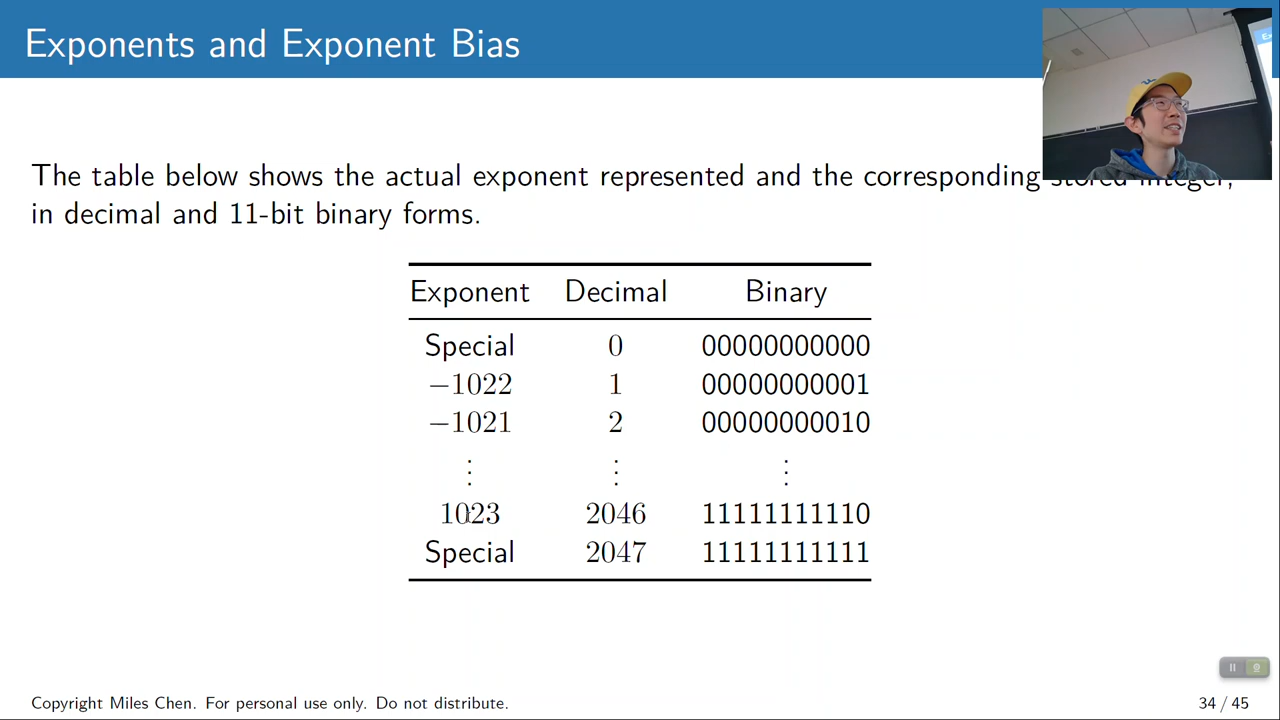 Exponents and Exponent Bias
The table below shows the actual exponent represented and the corresponding stored integer,
in decimal and 11-bit binary forms.
Exponent Decimal Binary
Special 0 00000000000
−1022 1 00000000001
−1021 2 00000000010
⋮ ⋮ ⋮
1023 2046 11111111110
Special 2047 11111111111
Copyright Miles Chen. For personal use only. Do not distribute.
34 / 45